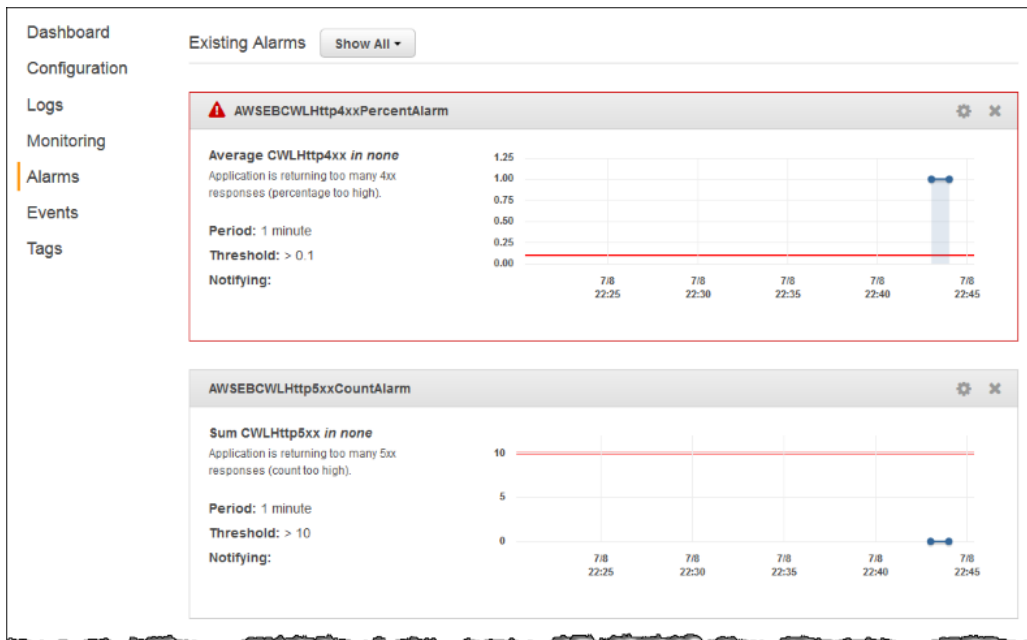 Dashboard
Configuration
Logs
Monitoring
Alarms
Events
Tags
Existing Alarms Show All
AWSEBCWLHttp4xxPercentAlarm
Average CWLHttp4xx in none
Application is returning too many 4xx
responses (percentage too high).
Period: 1 minute
Threshold: > 0.1
Notifying:
1.25
1.00
0.75
0.50
0.25
0.00
7/8 7/8 7/8 7/8 7/8
22:25 22:30 22:35 22:40 22:45
AWSEBCWLHttp5xxCountAlarm
Sum CWLHttp5xx in none
Application is returning too many 5xx
responses (count too high).
Period: 1 minute
Threshold: > 10
Notifying:
10
5
0
7/8 7/8 7/8 7/8 7/8
22:25 22:30 22:35 22:40 22:45